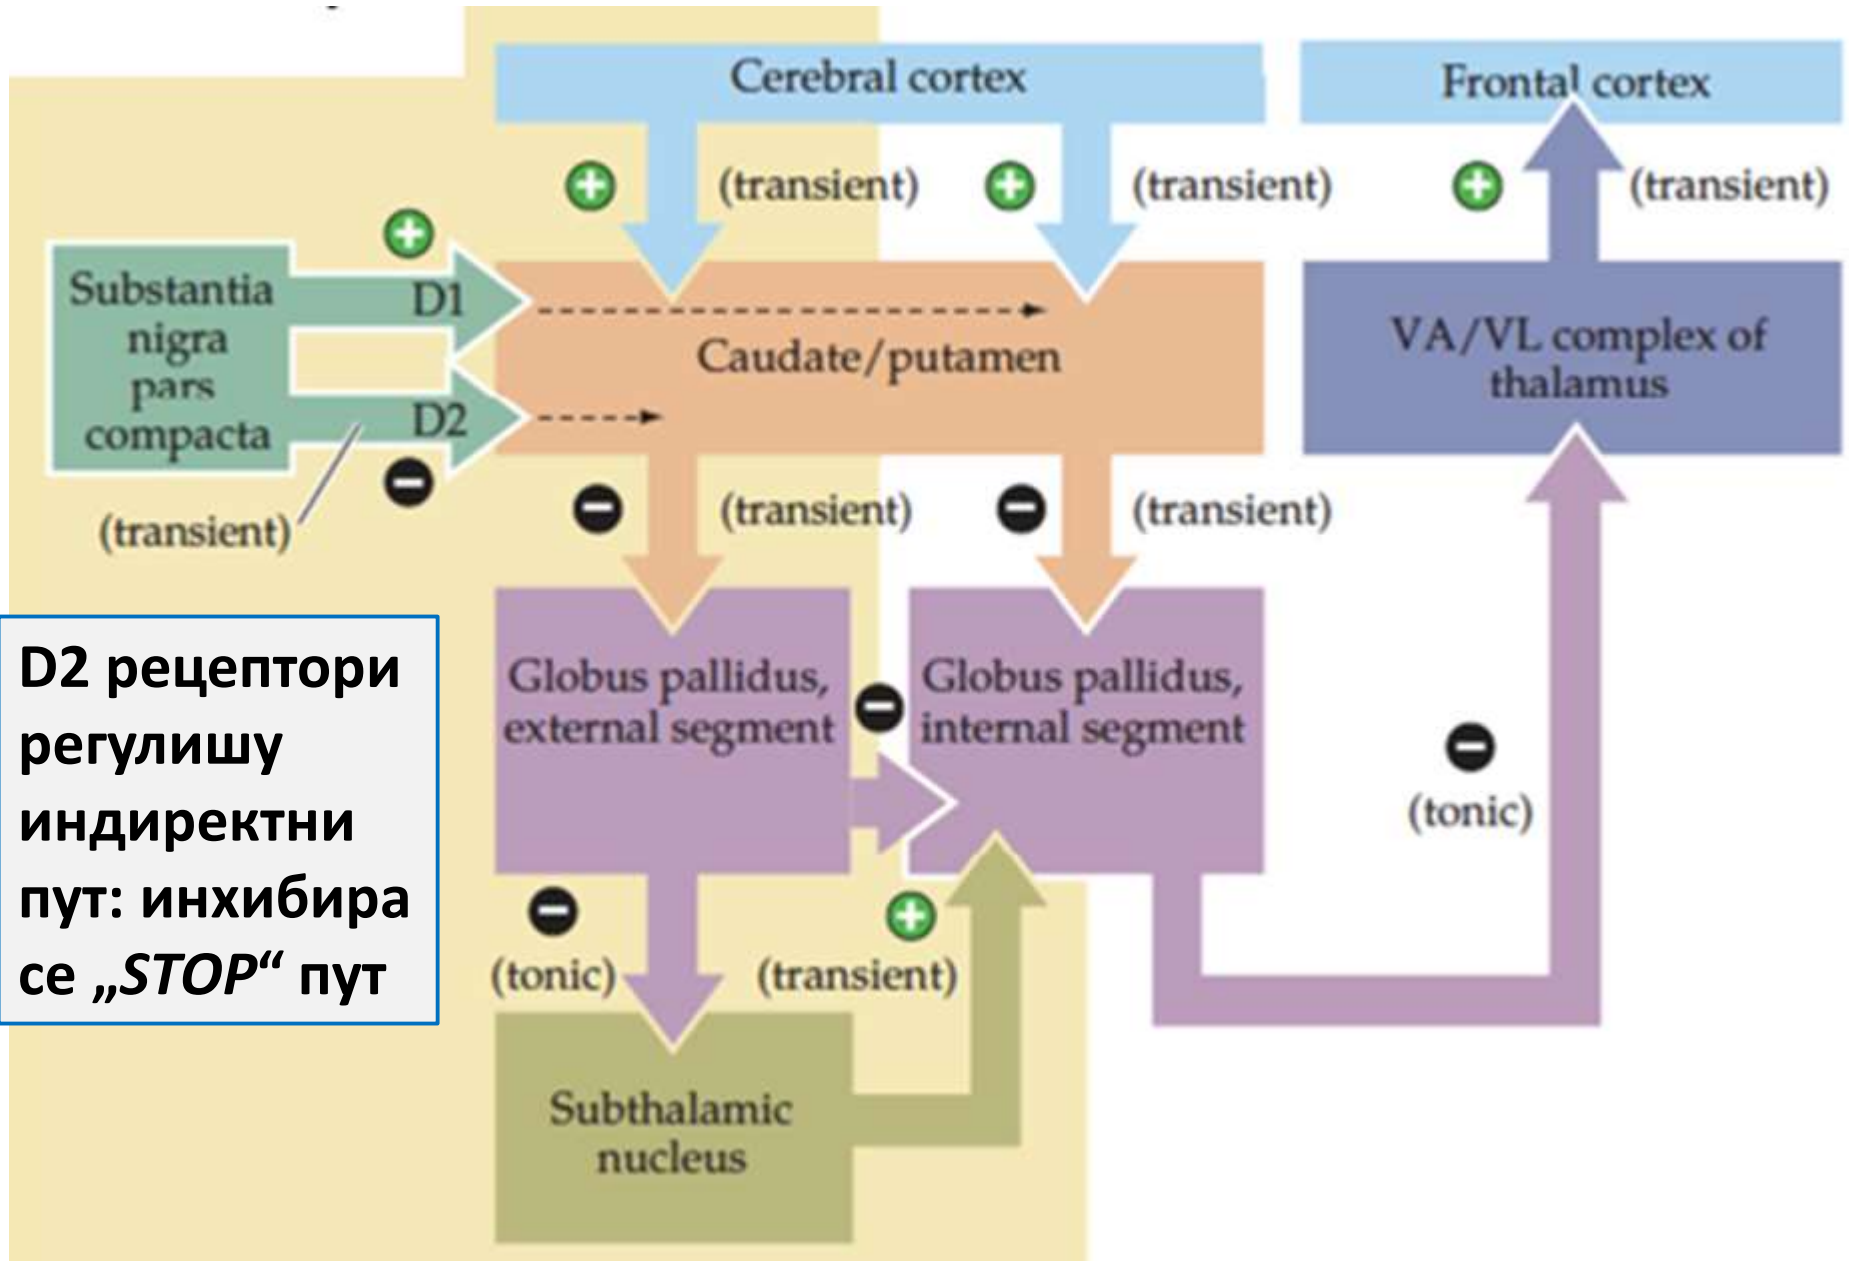 Cerebral cortex
Frontal cortex
(transient)
(transient)
(transient)
Substantia
nigra
pars
compacta
D1
D2
(transient)
Caudate/putamen
VA/VL complex of
thalamus
(transient)
(transient)
D2 рецептори
регулишу
индиректни
пут: инхибира
се „STOP“ пут
Globus pallidus,
external segment
Globus pallidus,
internal segment
(tonic)
(tonic)
(transient)
Subthalamic
nucleus